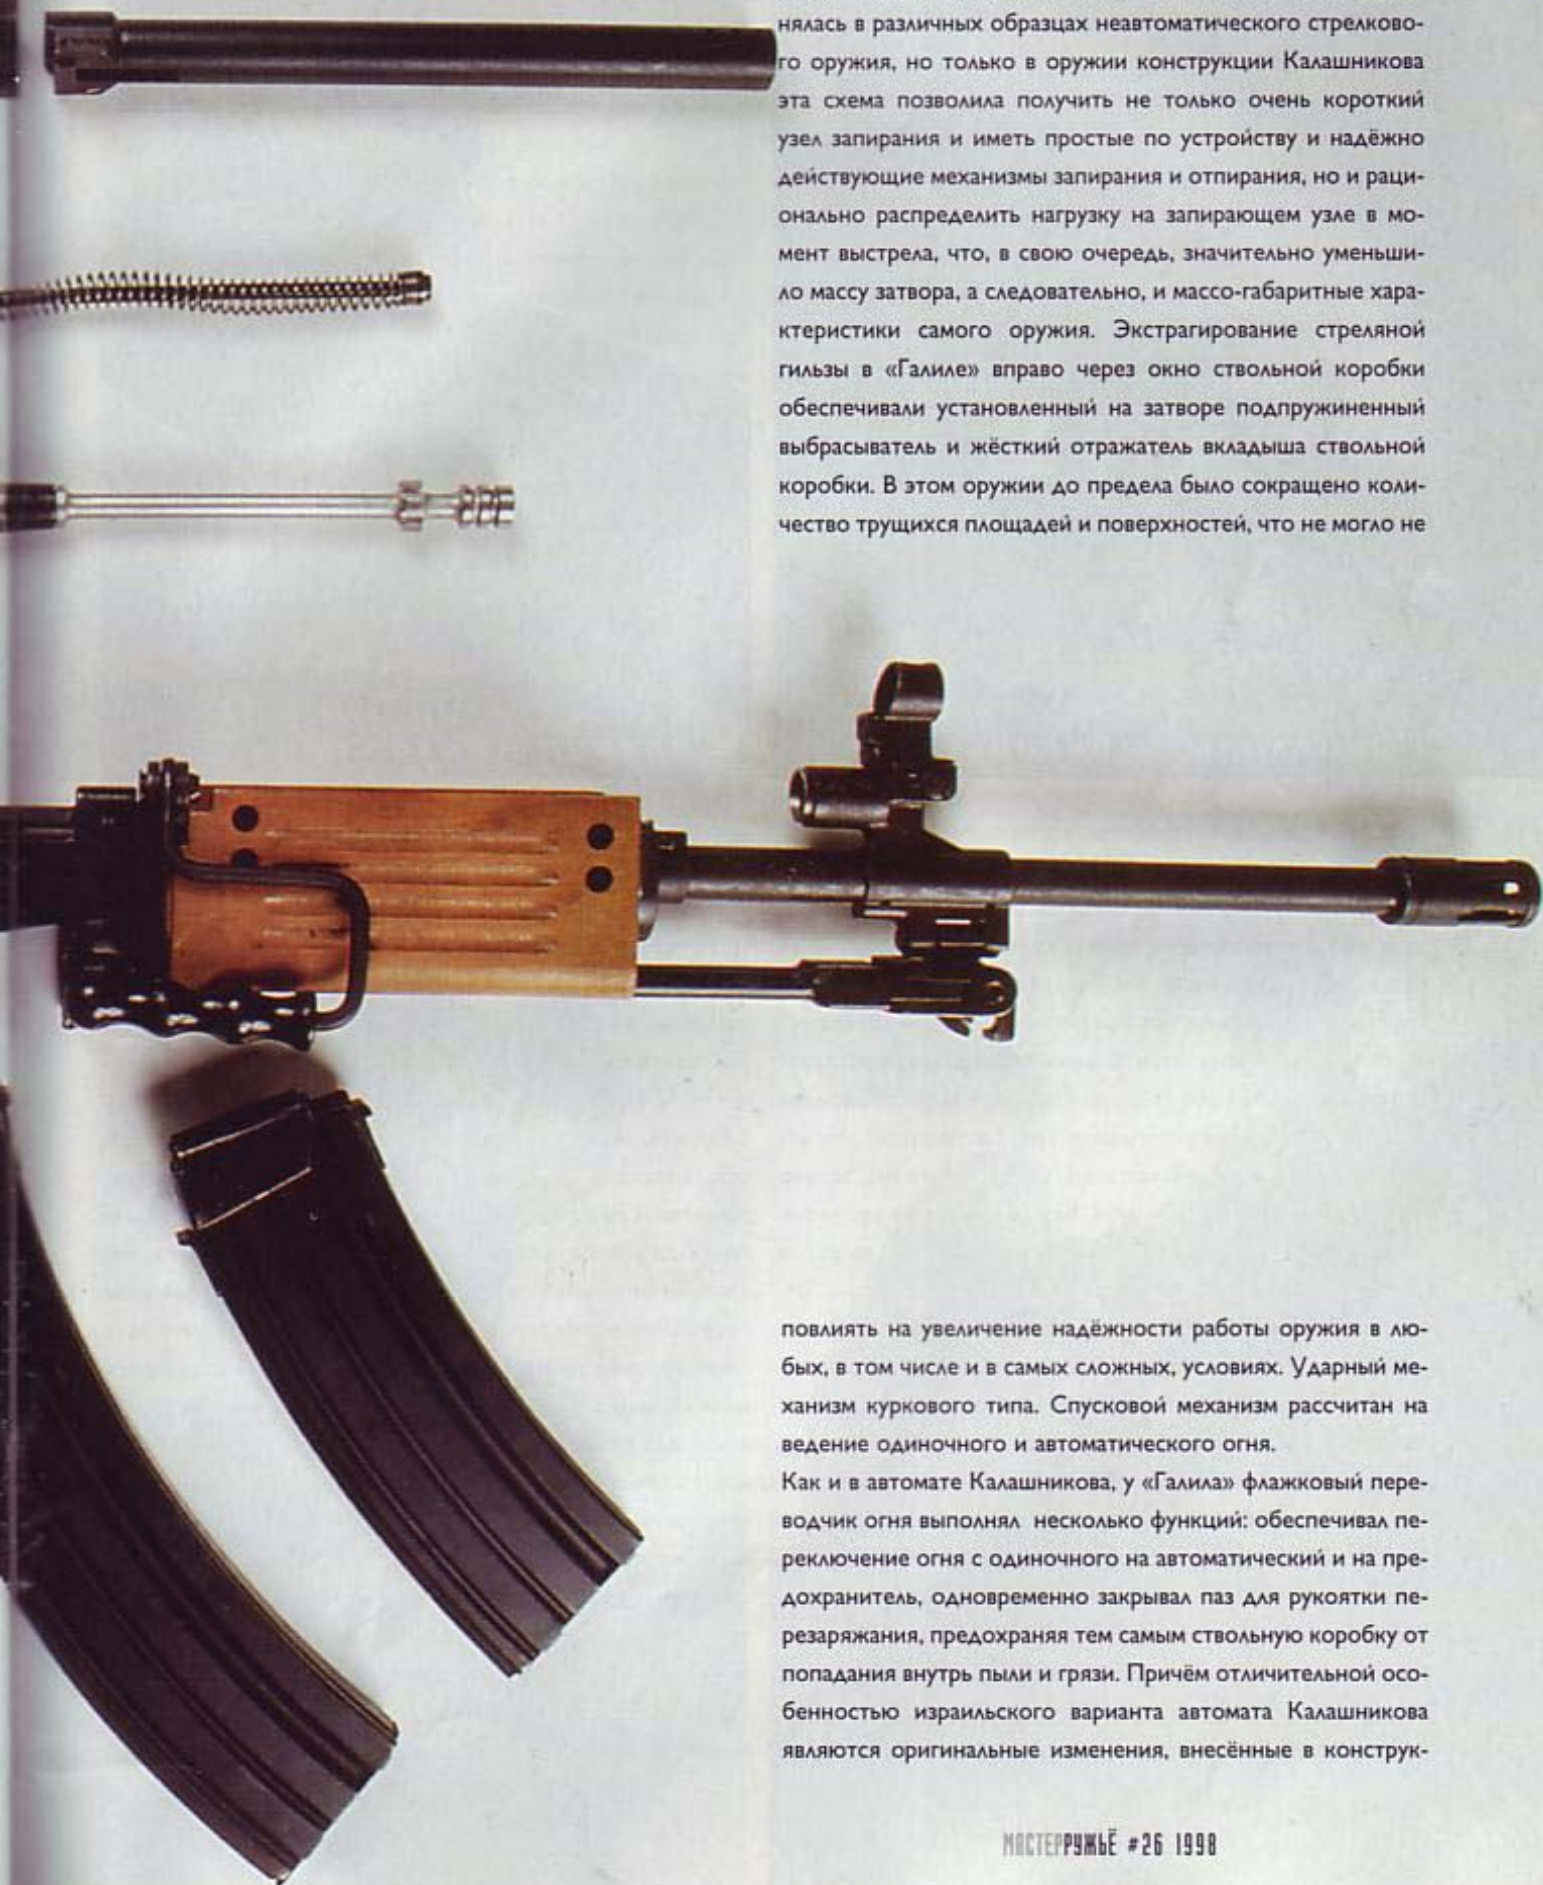 нялась в различных образцах неавтоматического стрелково-
го оружия, но только в оружии конструкции Калашникова
эта схема позволила получить не только очень короткий
узел запирания и иметь простые по устройству и надёжно
действующие механизмы запирания и отпирания, но и раци-
онально распределить нагрузку на запирающем узле в мо-
мент выстрела, что, в свою очередь, значительно уменьши-
ло массу затвора, а следовательно, и массо-габаритные хара-
ктеристики самого оружия. Экстрагирование стреляной
гильзы в «Галиле» вправо через окно ствольной коробки
обеспечивали установленный на затворе подпружиненный
выбрасыватель и жёсткий отражатель вкладыша ствольной
коробки. В этом оружии до предела было сокращено коли-
чество трущихся площадей и поверхностей, что не могло не
повлиять на увеличение надёжности работы оружия в лю-
бых, в том числе и в самых сложных, условиях. Ударный ме-
ханизм куркового типа. Спусковой механизм рассчитан на
ведение одиночного и автоматического огня.
Как и в автомате Калашникова, у «Галила» флажковый пере-
водчик огня выполнял несколько функций: обеспечивал пе-
реключение огня с одиночного на автоматический и на пре-
дохранитель, одновременно закрывал паз для рукоятки пе-
резаряжания, предохраняя тем самым ствольную коробку от
попадания внутрь пыли и грязи. Причём отличительной осо-
бенностью израильского варианта автомата Калашникова
являются оригинальные изменения, внесённые в конструк-
МАСТЕРРУЖЬЁ #26 1998